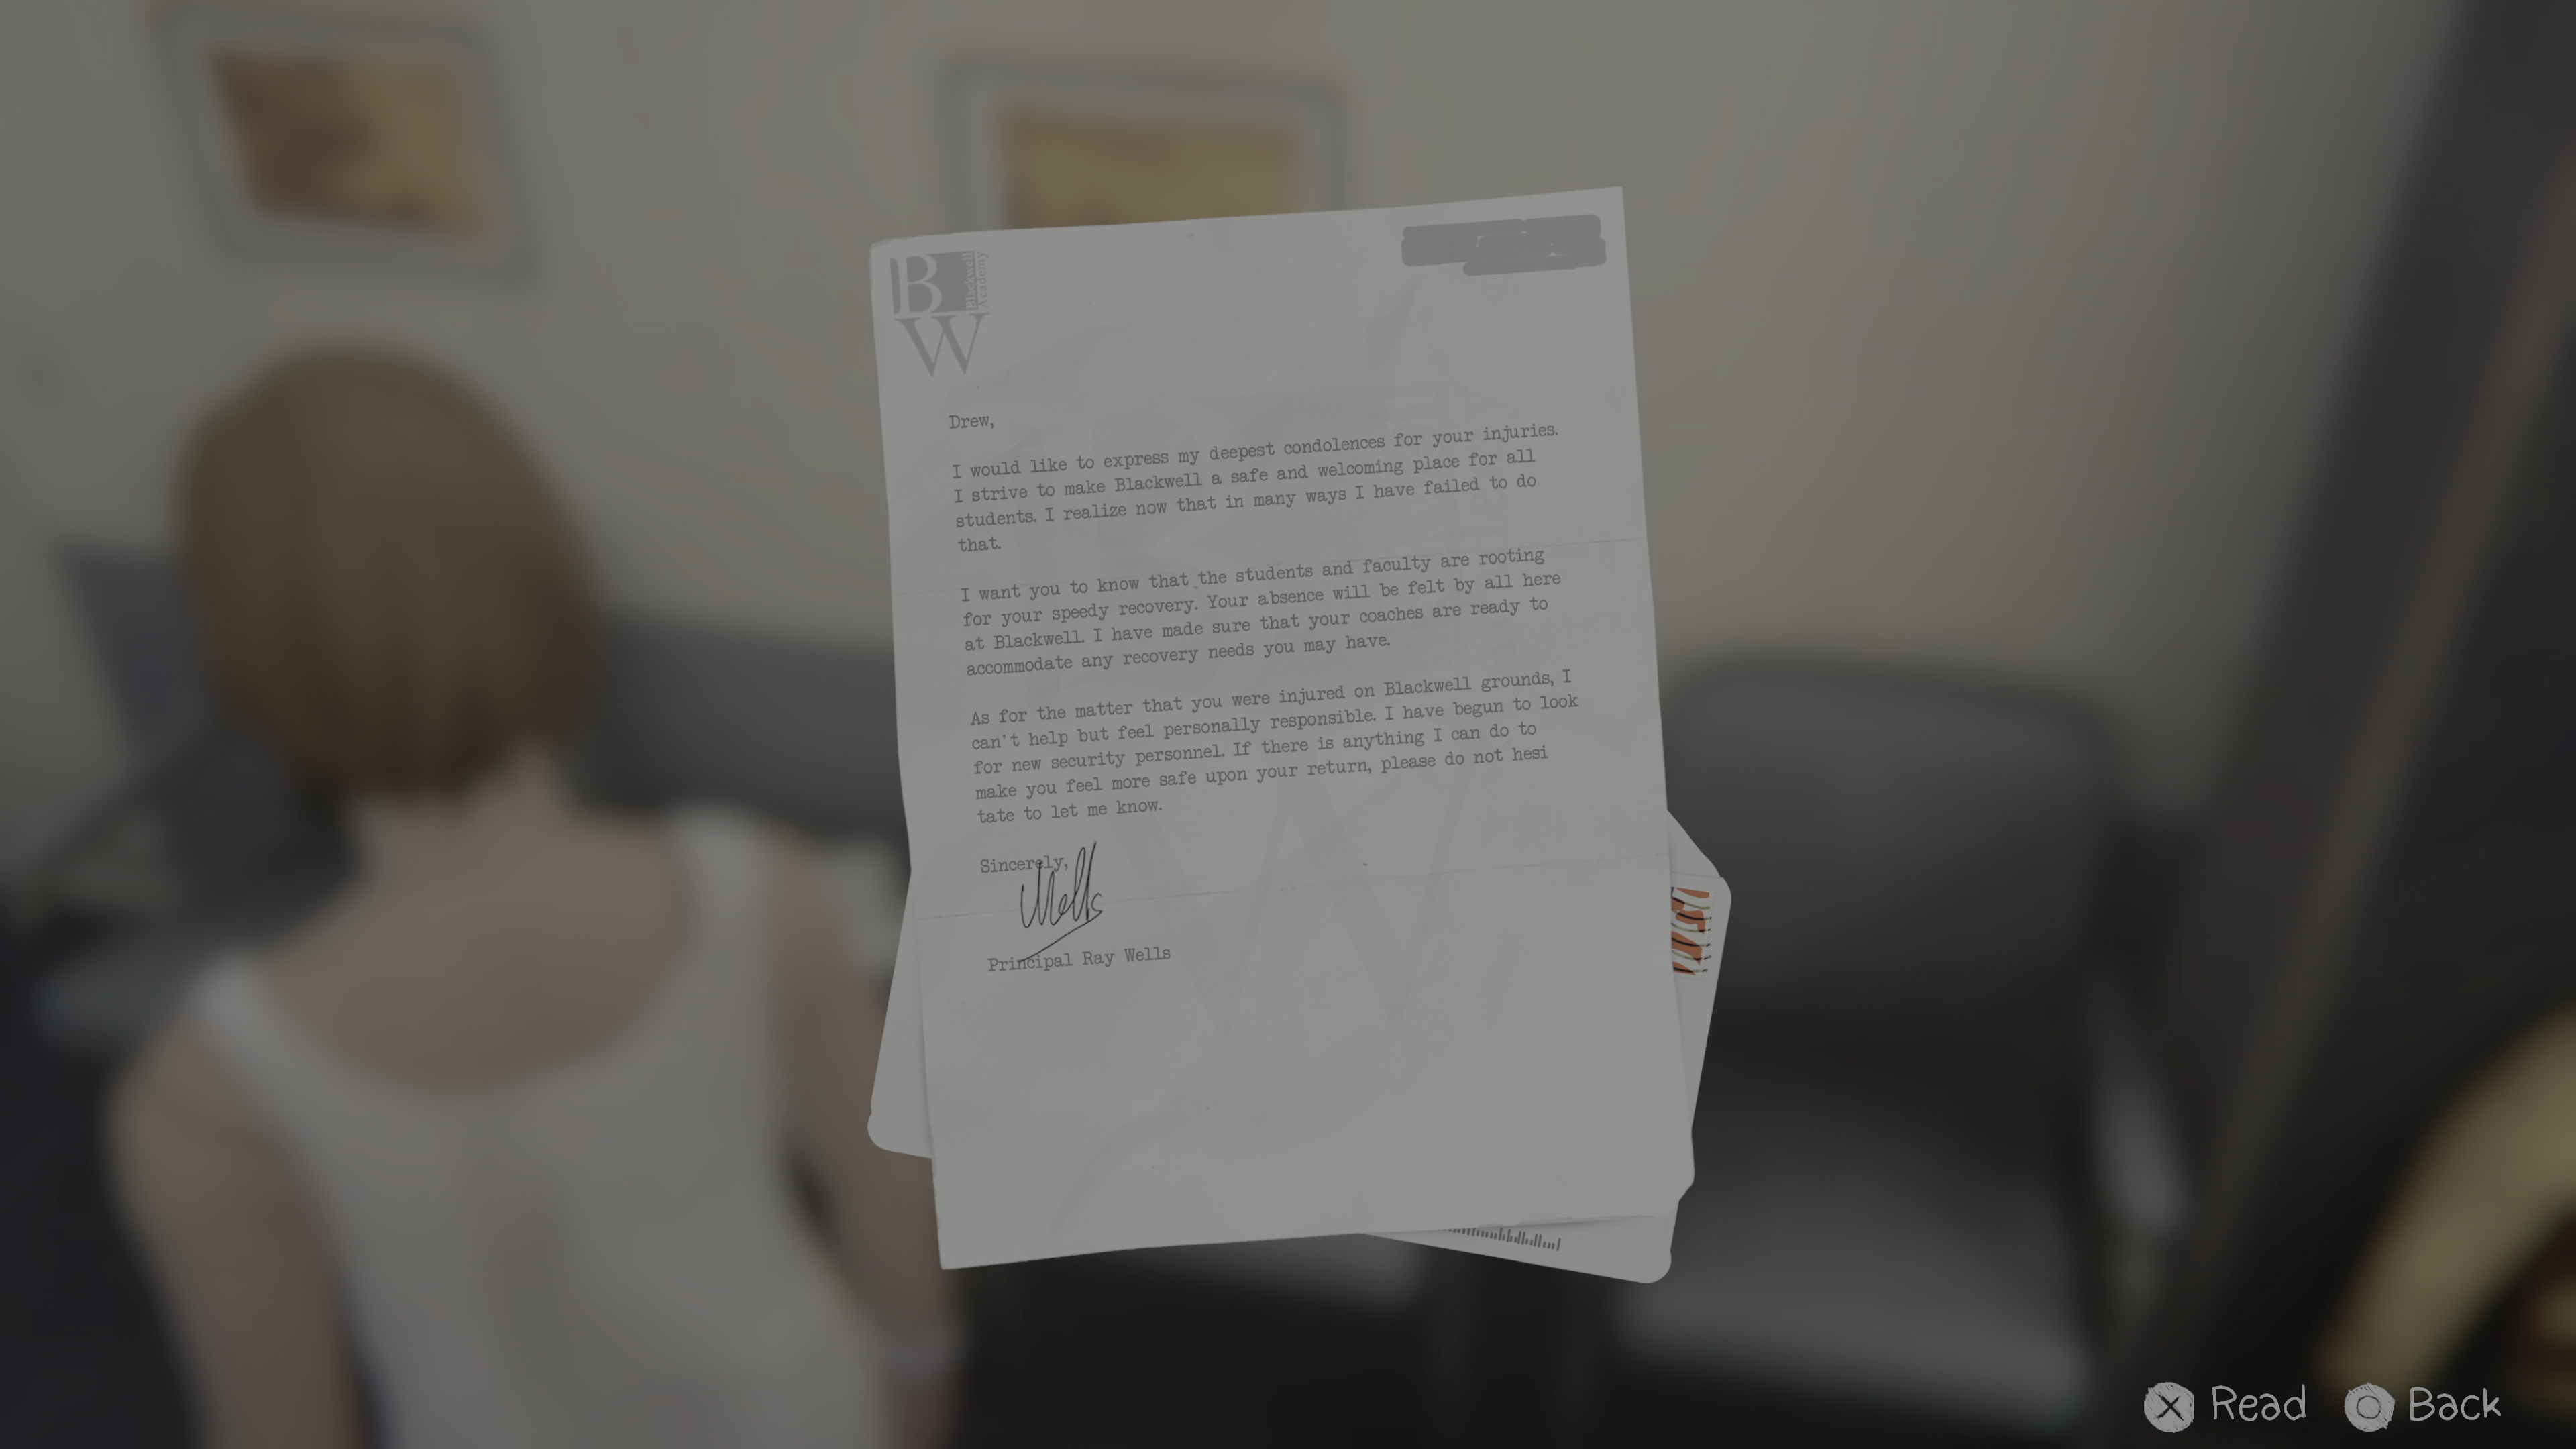 B
Blackwell
Academy
W
Drew,
I would like to express my deepest condolences for your injuries.
I strive to make Blackwell a safe and welcoming place for all
students. I realize now that in many ways I have failed to do
that.
I want you to know that the students and faculty are rooting
for your speedy recovery. Your absence will be felt by all here
at Blackwell. I have made sure that your coaches are ready to
accommodate any recovery needs you may have.
As for the matter that you were injured on Blackwell grounds, I
can't help but feel personally responsible. I have begun to look
for new security personnel. If there is anything I can do to
make you feel more safe upon your return, please do not hesi
tate to let me know.
Sincerely,
Wells
Principal Ray Wells
Read
Back